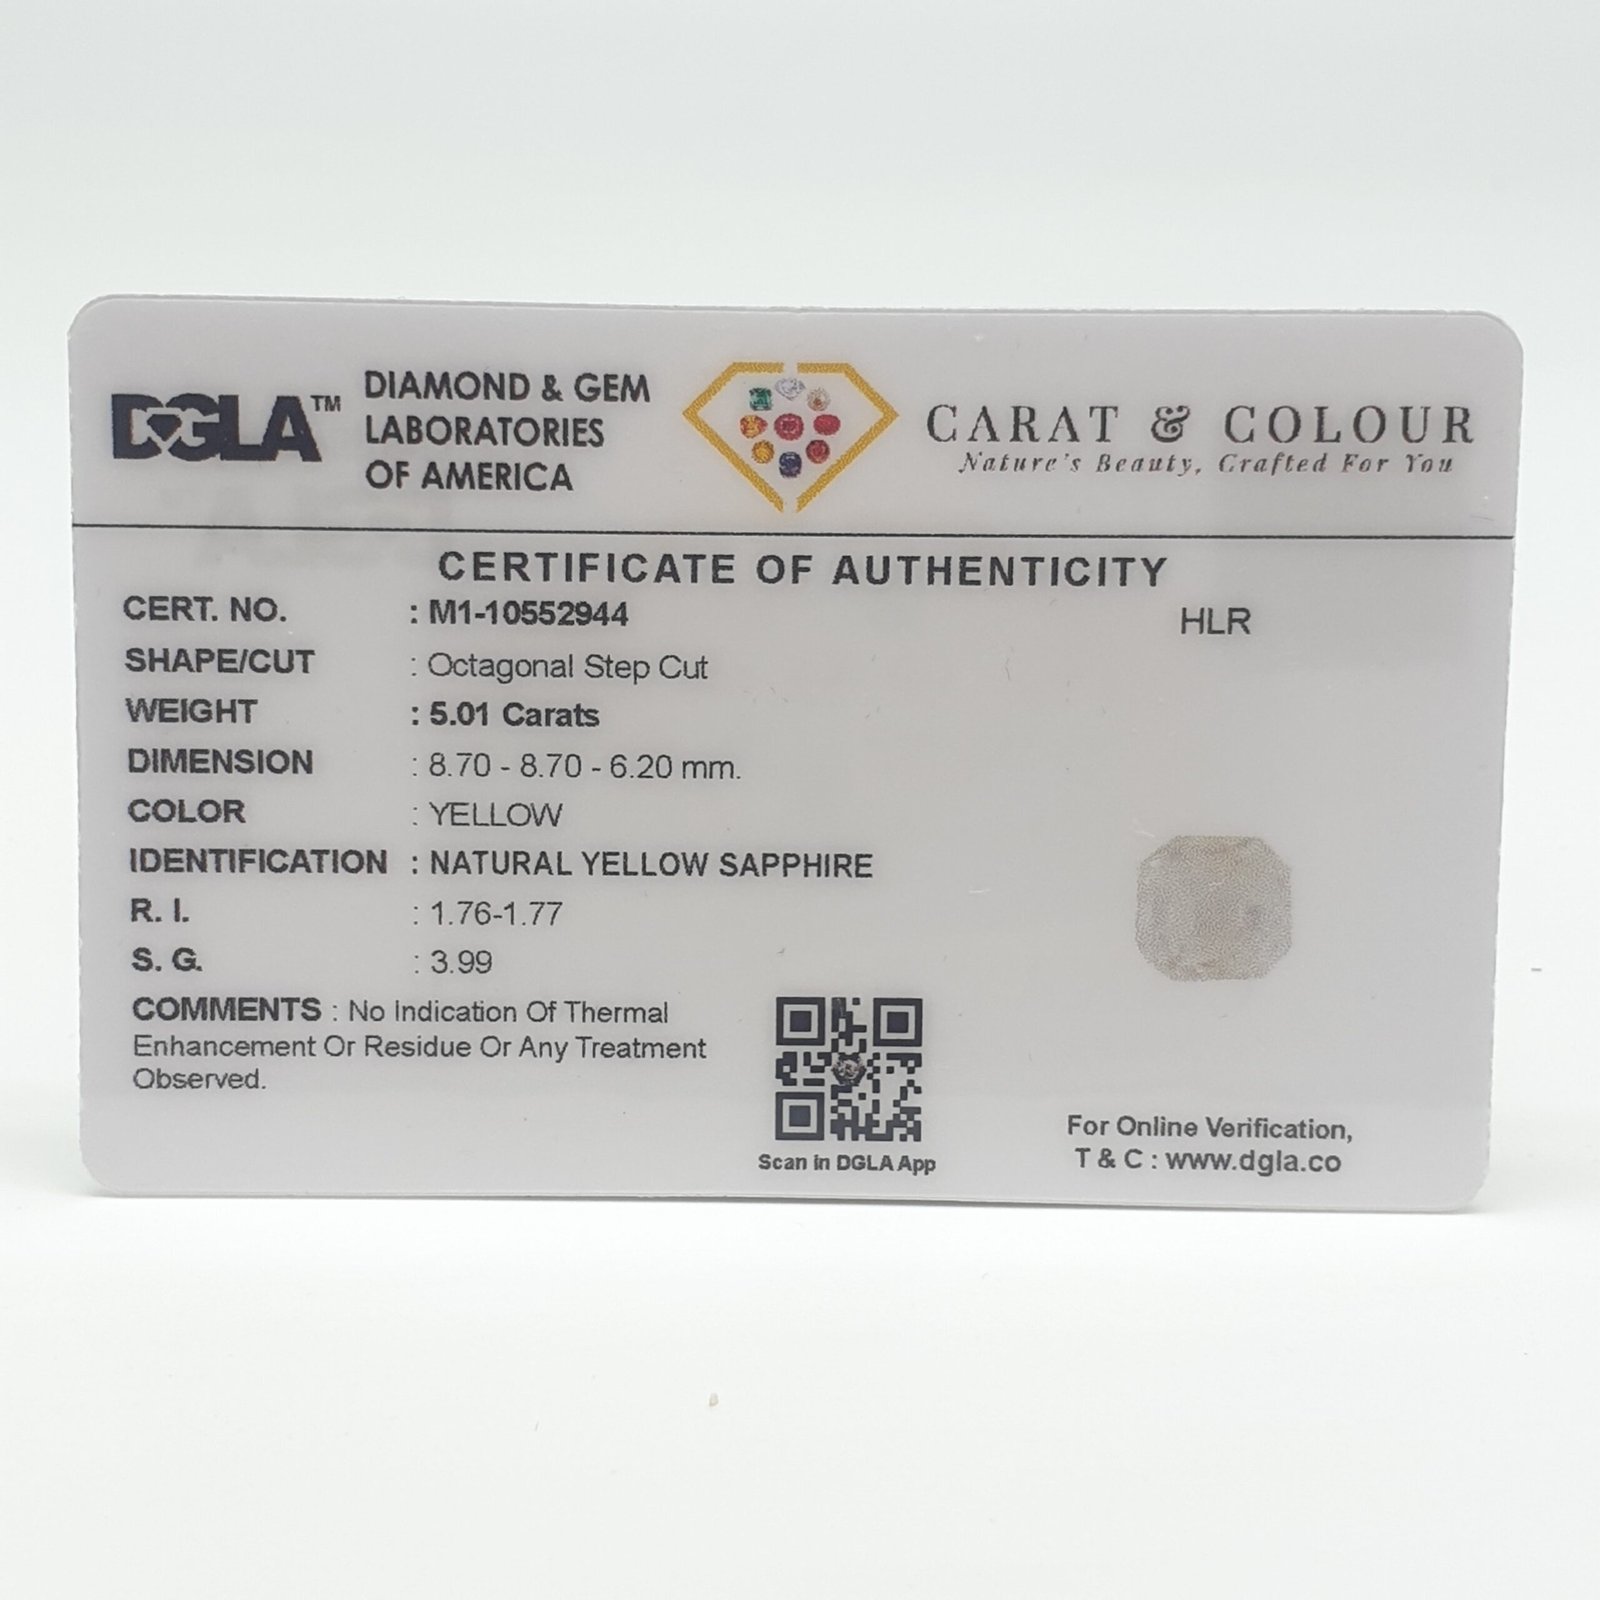 DGLA™
DIAMOND & GEM
LABORATORIES
OF AMERICA
CARAT & COLOUR
Nature's Beauty, Crafted For You
CERTIFICATE OF AUTHENTICITY
CERT. NO. : M1-10552944
HLR
SHAPE/CUT : Octagonal Step Cut
WEIGHT : 5.01 Carats
DIMENSION : 8.70 - 8.70 - 6.20 mm.
COLOR : YELLOW
IDENTIFICATION : NATURAL YELLOW SAPPHIRE
R. I. : 1.76-1.77
S. G. : 3.99
COMMENTS : No Indication Of Thermal
Enhancement Or Residue Or Any Treatment
Observed.
Scan in DGLA App
For Online Verification,
T & C : www.dgla.co